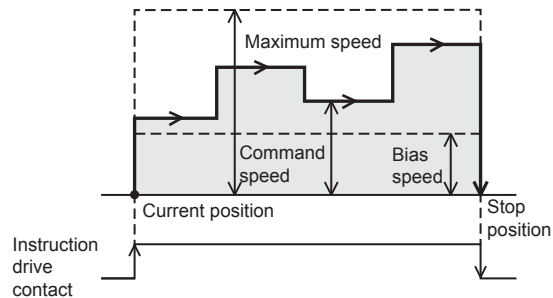 Maximum speed
Command
speed
Bias
speed
Current position
Stop
position
Instruction
drive
contact